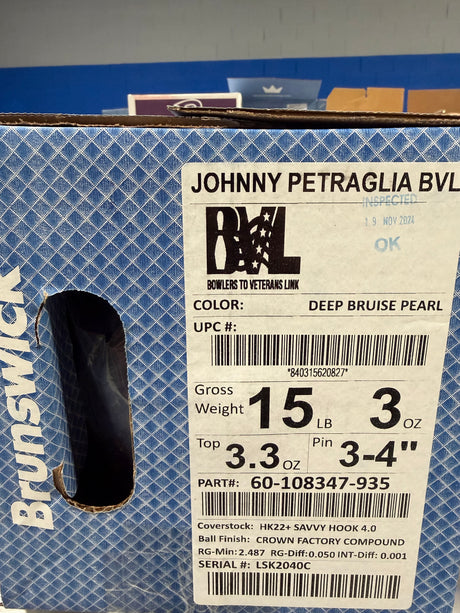 JOHNNY PETRAGLIA BVL
INSPECTED
19 NOV 2024
OK
BVL
BOWLERS TO VETERANS LINK
COLOR: DEEP BRUISE PEARL
UPC #:
*840315620827*
Gross Weight 15 LB 3 OZ
Top 3.3 OZ Pin 3-4"
PART#: 60-108347-935
Coverstock: HK22+ SAVVY HOOK 4.0
Ball Finish: CROWN FACTORY COMPOUND
RG-Min: 2.487 RG-Diff: 0.050 INT-Diff: 0.001
SERIAL #: LSK2040C
Brunswick